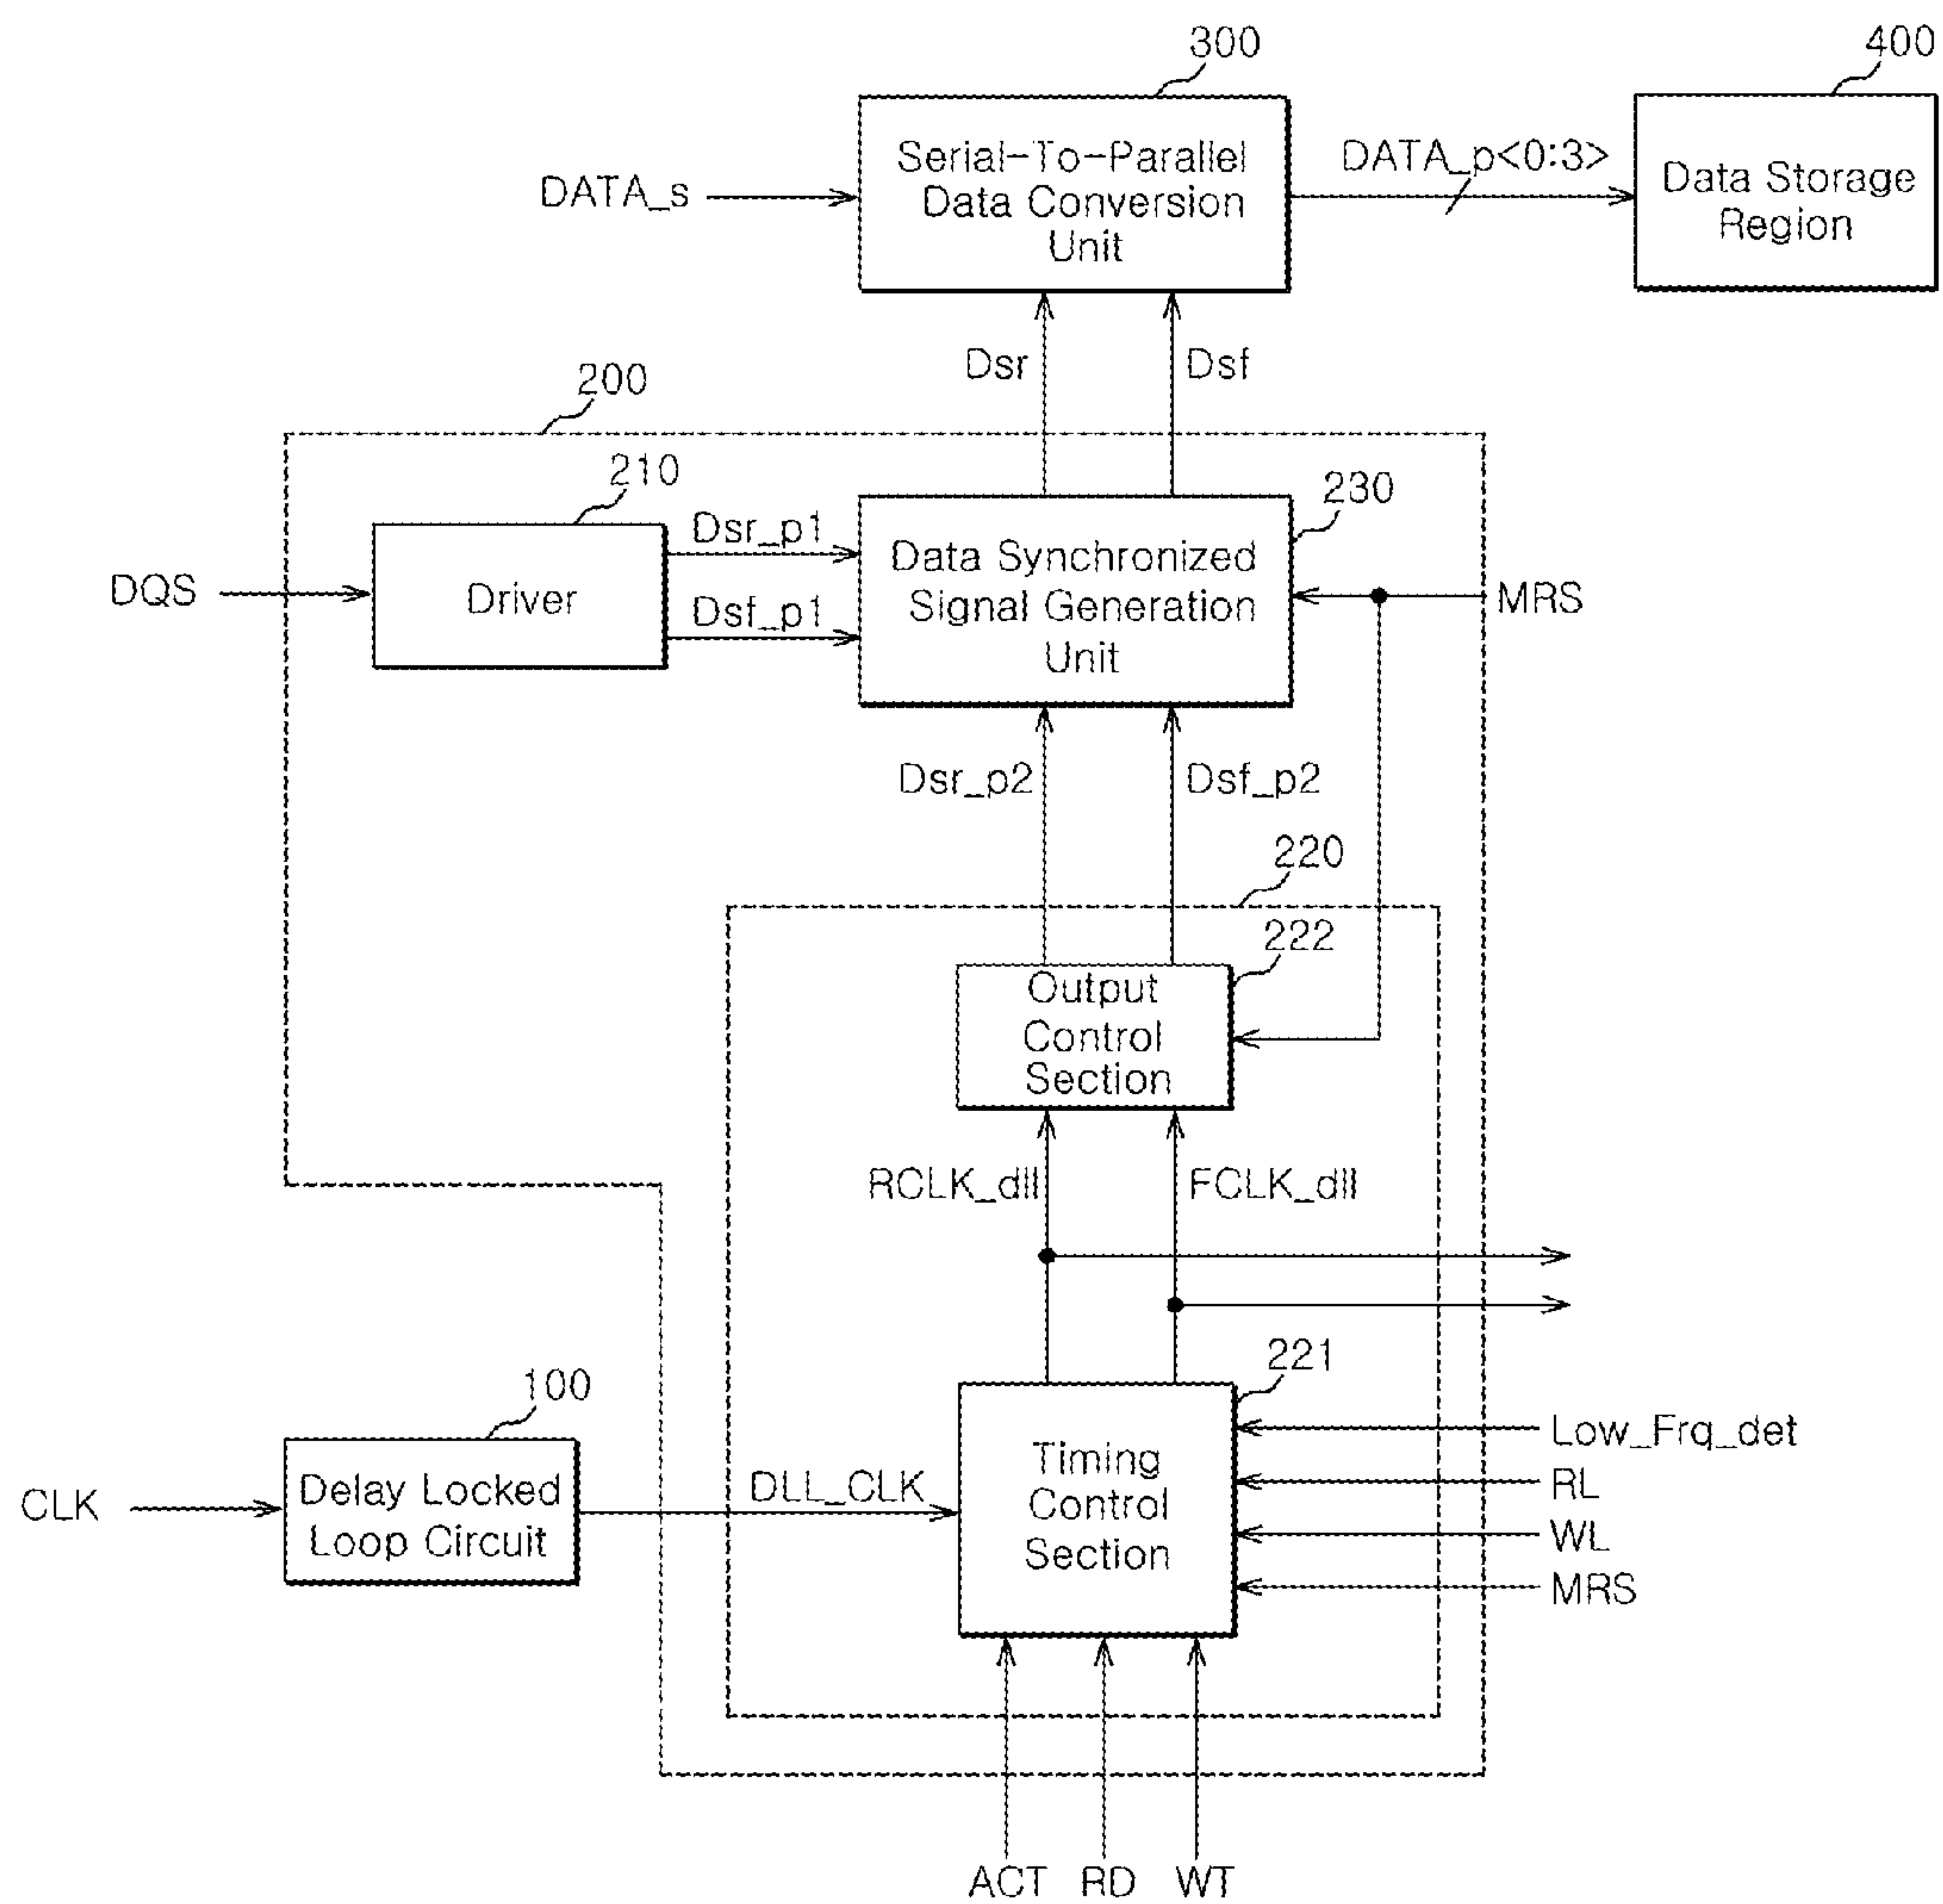 300
400
Serial-To-Parallel
Data Conversion
Unit
DATA_s
DATA_p<0:3>
Data Storage
Region
Dsr
Dsf
200
210
230
Dsr_p1
Dsf_p1
DQS
Driver
Data Synchronized
Signal Generation
Unit
MRS
Dsr_p2
Dsf_p2
220
222
Output
Control
Section
RCLK_dll
FCLK_dll
221
100
Low_Frq_det
RL
WL
MRS
CLK
Delay Locked
Loop Circuit
DLL_CLK
Timing
Control
Section
ACT
RD
WT